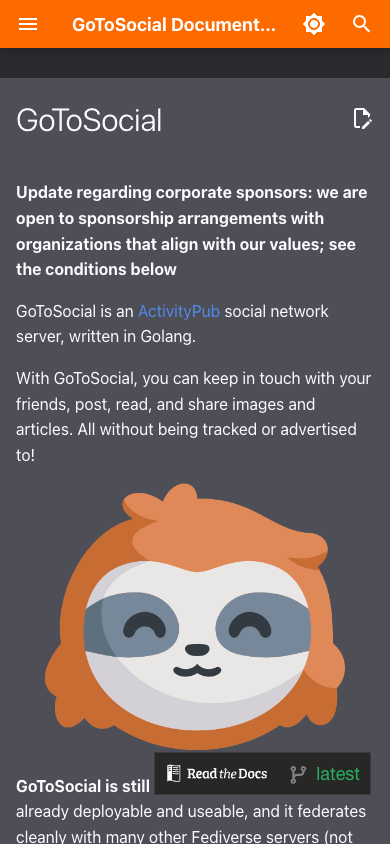 GoToSocial Document...
GoToSocial
Update regarding corporate sponsors: we are
open to sponsorship arrangements with
organizations that align with our values; see
the conditions below
GoToSocial is an ActivityPub social network
server, written in Golang.
With GoToSocial, you can keep in touch with your
friends, post, read, and share images and
articles. All without being tracked or advertised
to!
Read the Docs latest
GoToSocial is still
already deployable and useable, and it federates
cleanly with many other Fediverse servers (not